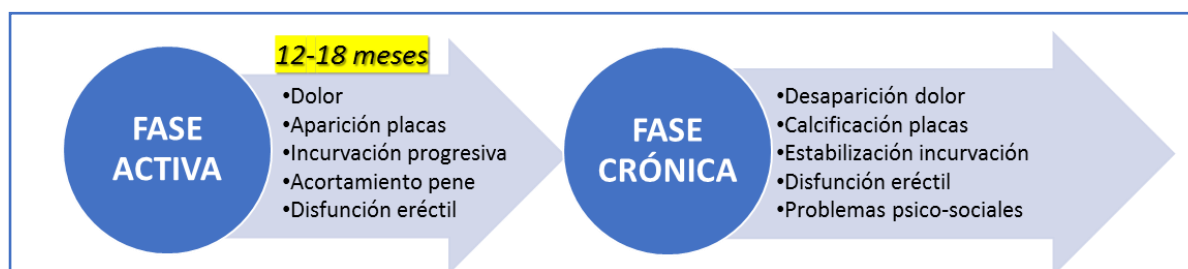 12-18 meses
FASE
ACTIVA
•Dolor
•Aparición placas
•Incurvación progresiva
•Acortamiento pene
•Disfunción eréctil
FASE
CRÓNICA
•Desaparición dolor
•Calcificación placas
•Estabilización incurvación
•Disfunción eréctil
•Problemas psico-sociales